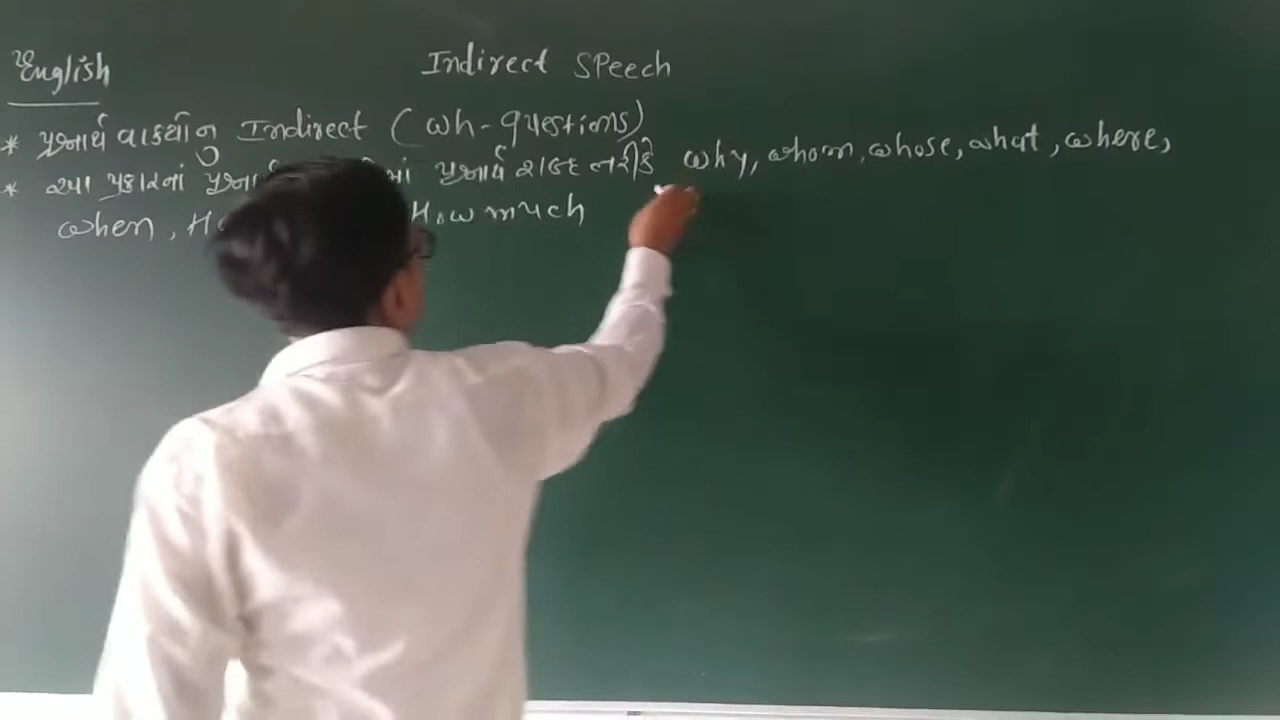 English
Indirect Speech
* પ્રશ્નાર્થ વાક્યોનુ Indirect (Wh-questions)
* આ પ્રકારનાં માં પ્રશ્નાર્થ શબ્દ તરીકે why, whom, whose, what, where,
when, How much